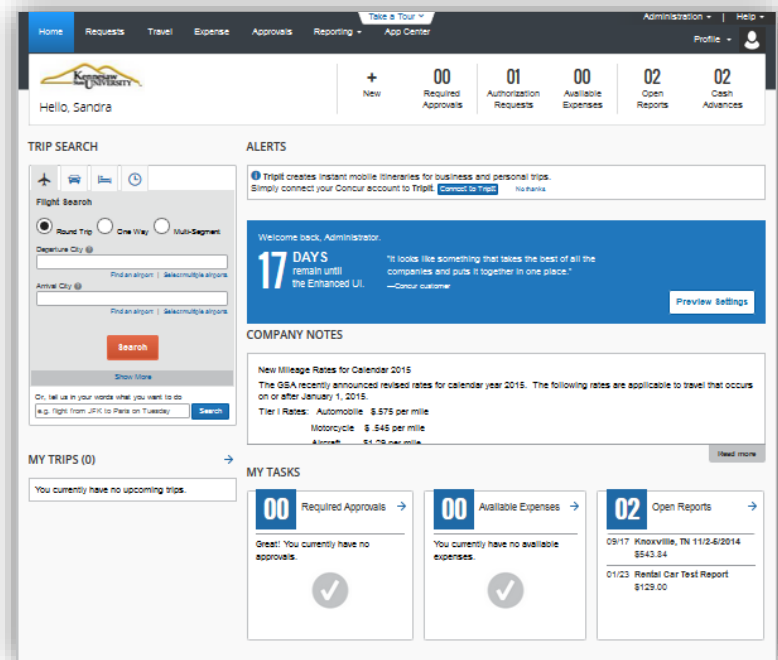 Take a Tour
Administration | Help
Home Requests Travel Expense Approvals Reporting App Center
Profile
Kennesaw
State UNIVERSITY
Hello, Sandra
+ 00 01 00 02 02
New Required Authorization Available Open Cash
Approvals Requests Expenses Reports Advances
TRIP SEARCH
Flight Search
Round Trip One Way Multi-Segment
Departure City
Find an airport | Select multiple airports
Arrival City
Find an airport | Select multiple airports
Search
Show More
Or, tell us in your words what you want to do
e.g. flight from JFK to Paris on Tuesday Search
MY TRIPS (0)
You currently have no upcoming trips.
ALERTS
TripIt creates instant mobile itineraries for business and personal trips.
Simply connect your Concur account to TripIt. Connect to TripIt No thanks
Welcome back, Administrator.
17 DAYS
remain until
the Enhanced UI.
"It looks like something that takes the best of all the
companies and puts it together in one place."
—Concur customer
Preview Settings
COMPANY NOTES
New Mileage Rates for Calendar 2015
The GSA recently announced revised rates for calendar year 2015. The following rates are applicable to travel that occurs
on or after January 1, 2015.
Tier I Rates: Automobile $.575 per mile
Motorcycle $ .545 per mile
Aircraft $1.29 per mile
Read more
MY TASKS
00 Required Approvals
Great! You currently have no
approvals.
00 Available Expenses
You currently have no available
expenses.
02 Open Reports
09/17 Knoxville, TN 11/2-5/2014
$543.84
01/23 Rental Car Test Report
$129.00